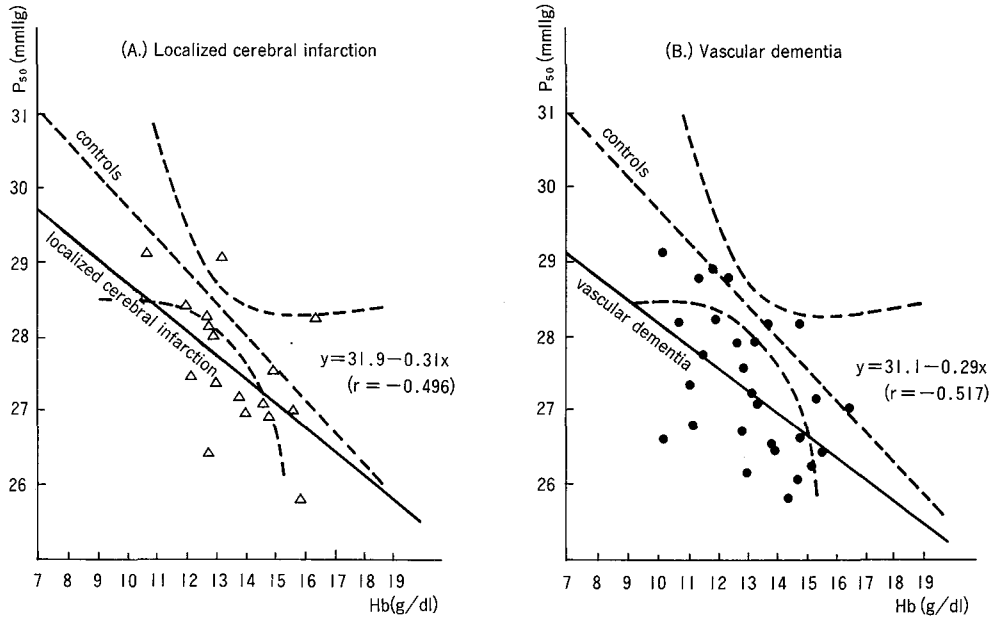 (A.) Localized cerebral infarction
P₅₀ (mmHg)
31
30
29
28
27
26
controls
localized cerebral infarction
y=31.9−0.31x
(r=−0.496)
7 8 9 10 11 12 13 14 15 16 17 18 19
Hb(g/dl)
(B.) Vascular dementia
P₅₀ (mmHg)
31
30
29
28
27
26
controls
vascular dementia
y=31.1−0.29x
(r=−0.517)
7 8 9 10 11 12 13 14 15 16 17 18 19
Hb (g/dl)